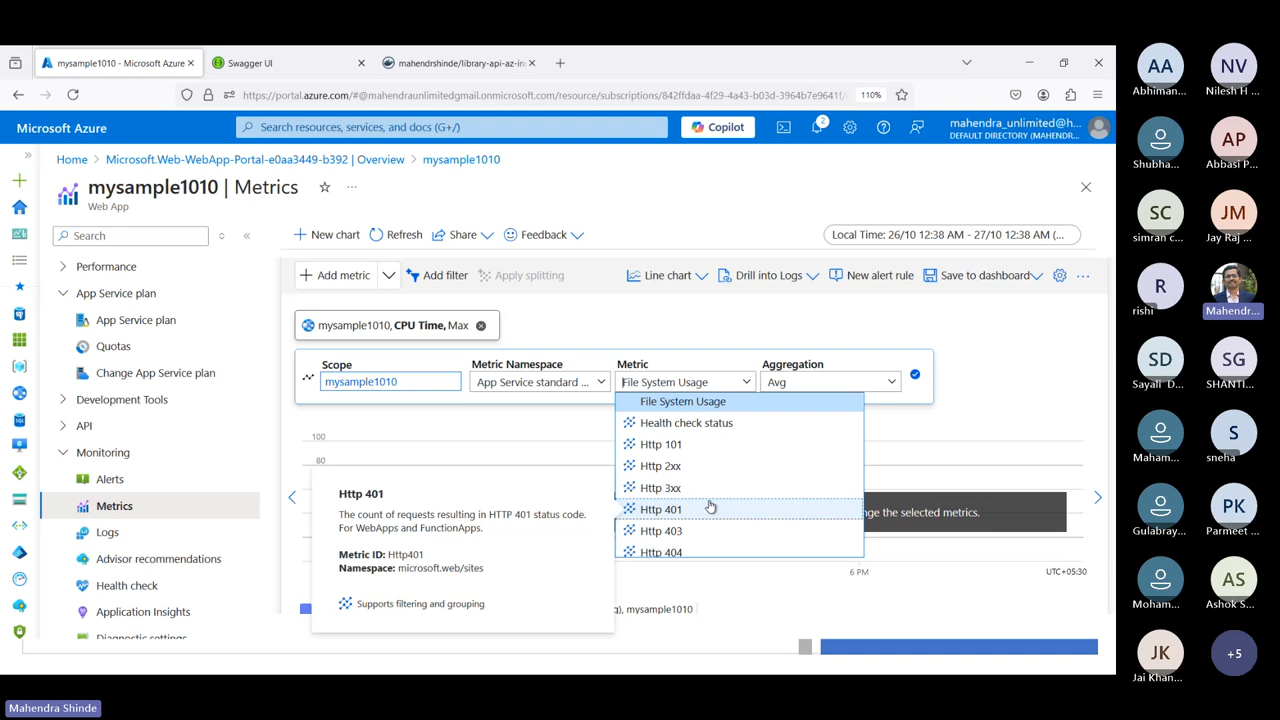 mysample1010 - Microsoft Azure
Swagger UI
mahendrshinde/library-api-az-in
https://portal.azure.com/#@mahendraunlimitedgmail.onmicrosoft.com/resource/subscriptions/842ffdaa-4f29-4a43-b03d-3964b7e9641f/
110%
Microsoft Azure
Search resources, services, and docs (G+/)
Copilot
2
mahendra_unlimited@h...
DEFAULT DIRECTORY (MAHENDR...
Home > Microsoft.Web-WebApp-Portal-e0aa3449-b392 | Overview > mysample1010
mysample1010 | Metrics
Web App
Search
Performance
App Service plan
App Service plan
Quotas
Change App Service plan
Development Tools
API
Monitoring
Alerts
Metrics
Logs
Advisor recommendations
Health check
Application Insights
Diagnostic settings
New chart
Refresh
Share
Feedback
Local Time: 26/10 12:38 AM - 27/10 12:38 AM (...
Add metric
Add filter
Apply splitting
Line chart
Drill into Logs
New alert rule
Save to dashboard
mysample1010, CPU Time, Max
Scope
mysample1010
Metric Namespace
App Service standard ...
Metric
File System Usage
Aggregation
Avg
File System Usage
Health check status
Http 101
Http 2xx
Http 3xx
Http 401
Http 403
Http 404
100
80
Http 401
The count of requests resulting in HTTP 401 status code.
For WebApps and FunctionApps.
Metric ID: Http401
Namespace: microsoft.web/sites
Supports filtering and grouping
nge the selected metrics.
6 PM
UTC+05:30
g), mysample1010
AA
Abhiman...
NV
Nilesh H ...
Shubha...
AP
Abbasi P...
SC
simran c...
JM
Jay Raj ...
R
rishi
Mahendr...
SD
Sayali D...
SG
SHANTI...
Maham...
S
sneha
Gulabray...
PK
Parmeet ...
Moham...
AS
Ashok S...
JK
Jai Khan...
+5
Mahendra Shinde